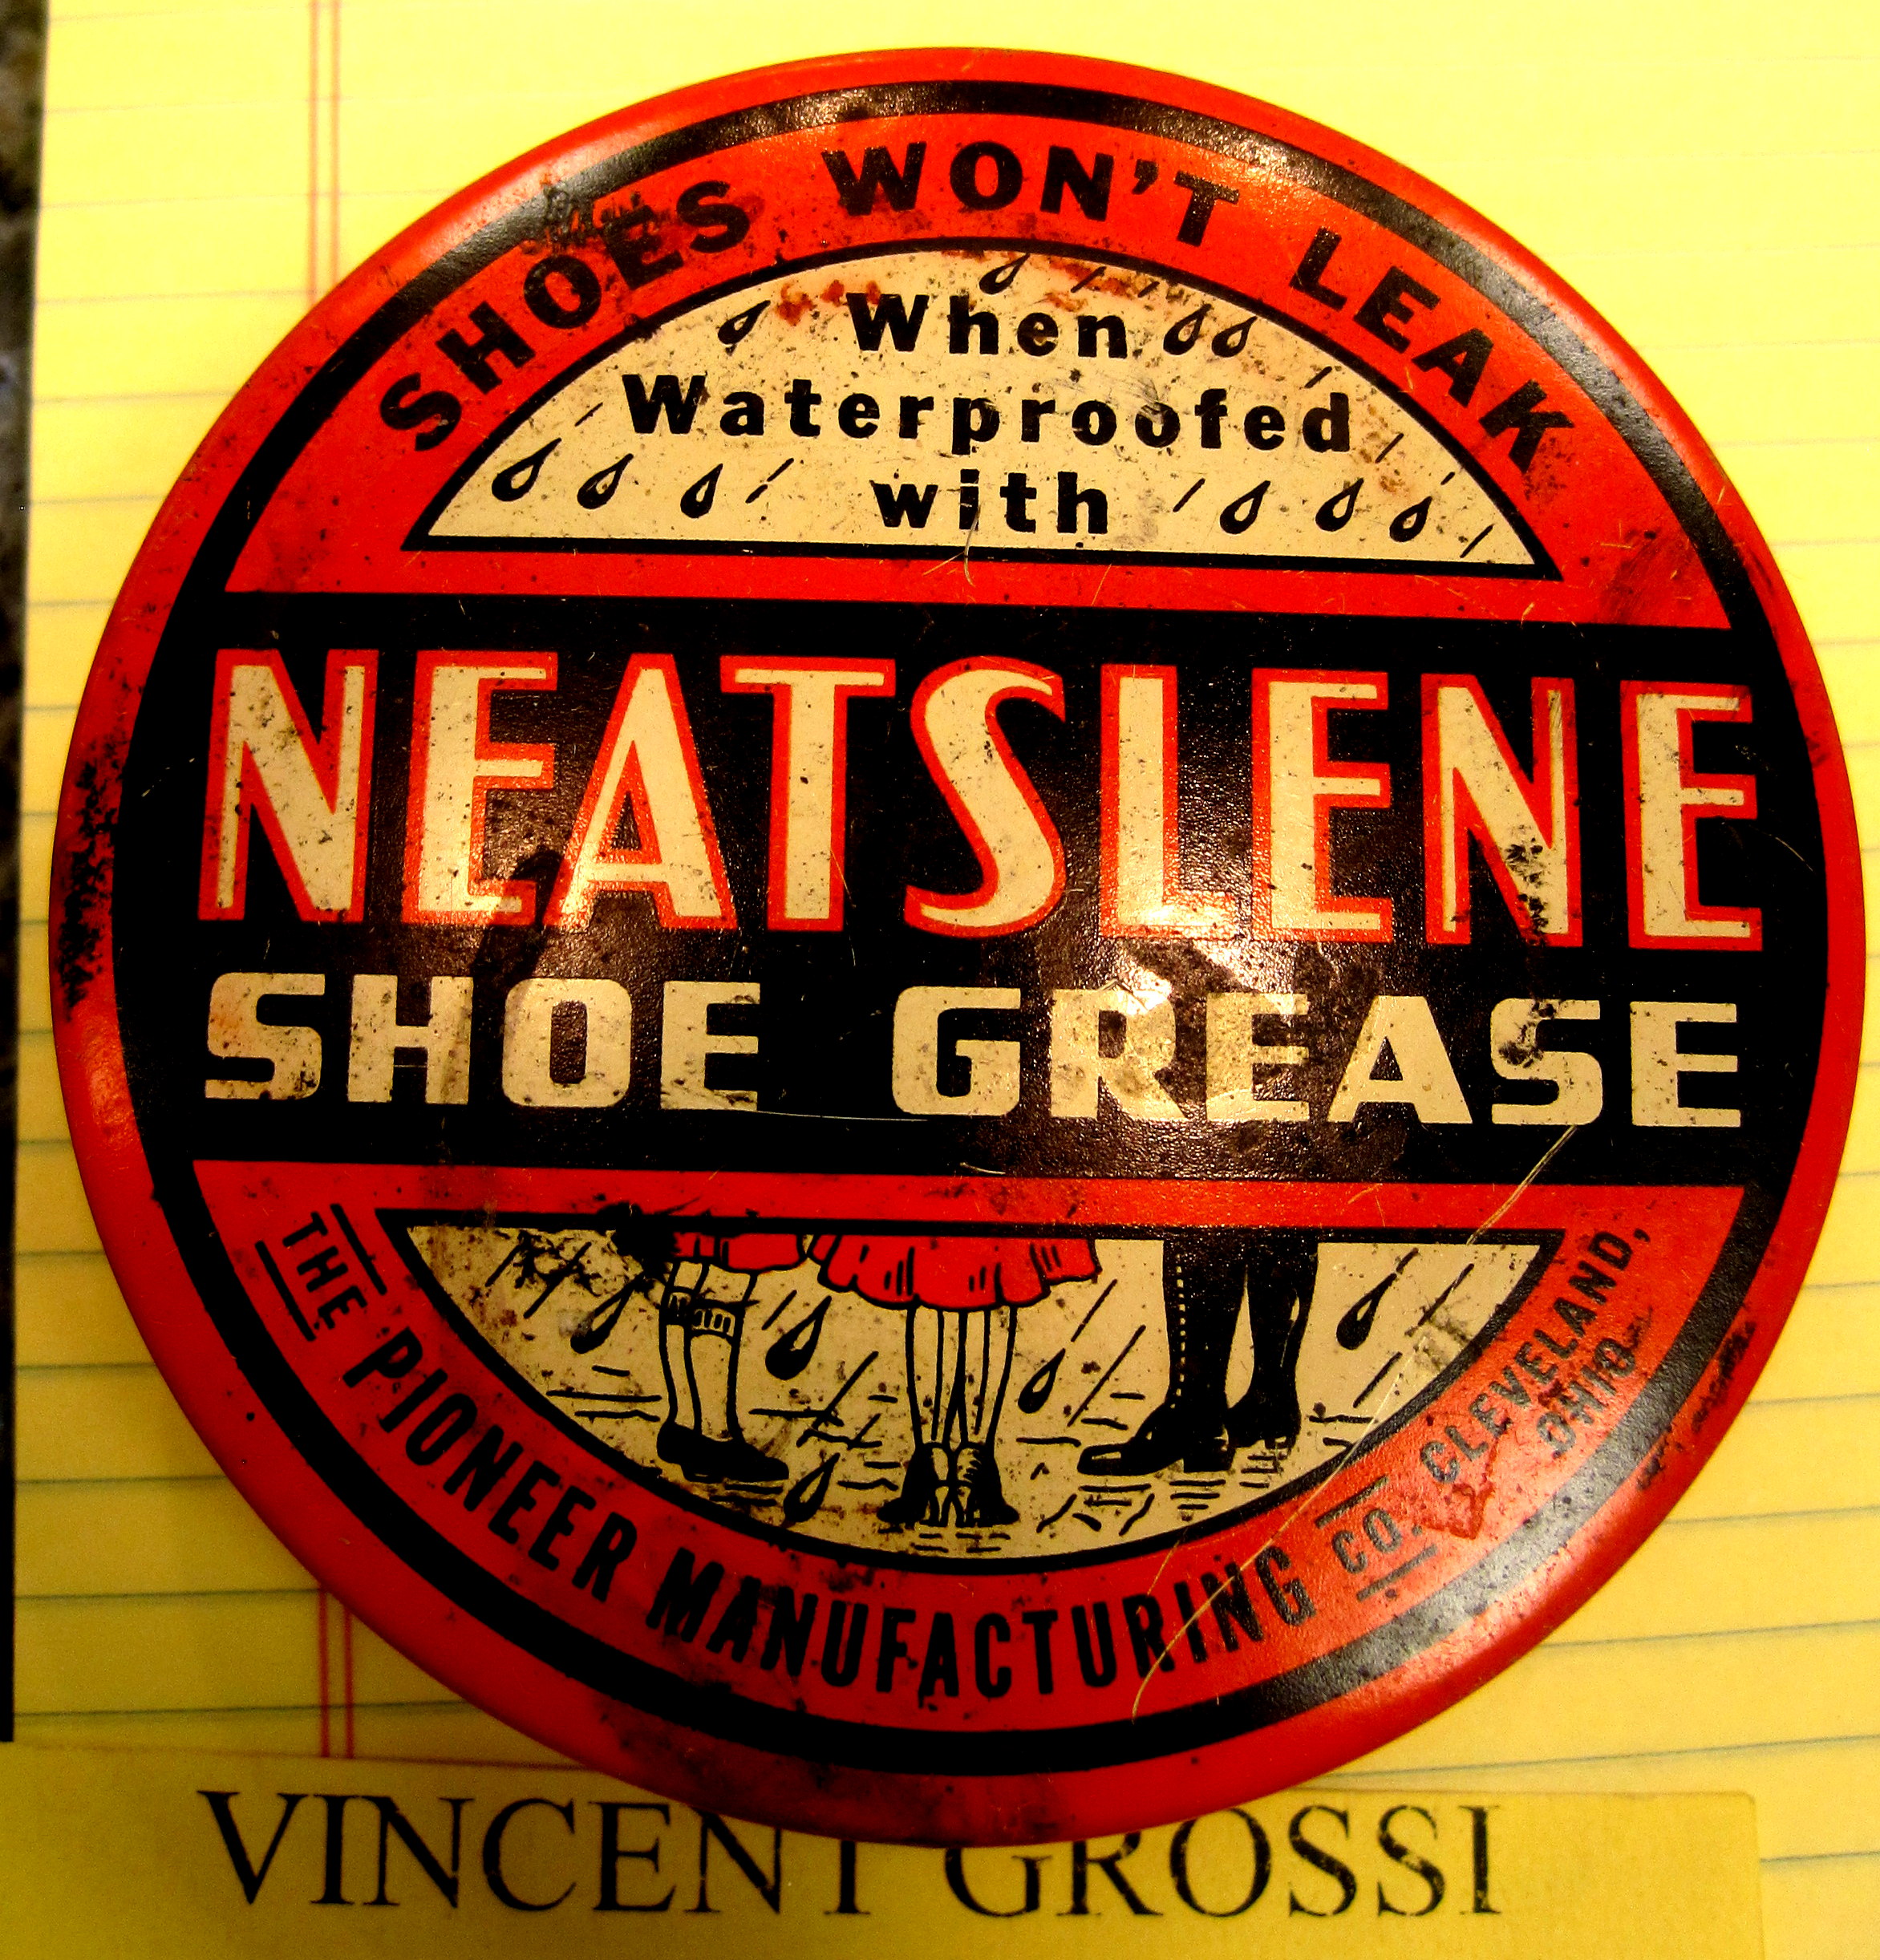 SHOES WON'T LEAK
When
Waterproofed
with
NEATSLENE
SHOE GREASE
THE PIONEER MANUFACTURING CO. CLEVELAND,
OHIO
VINCENT GROSSI